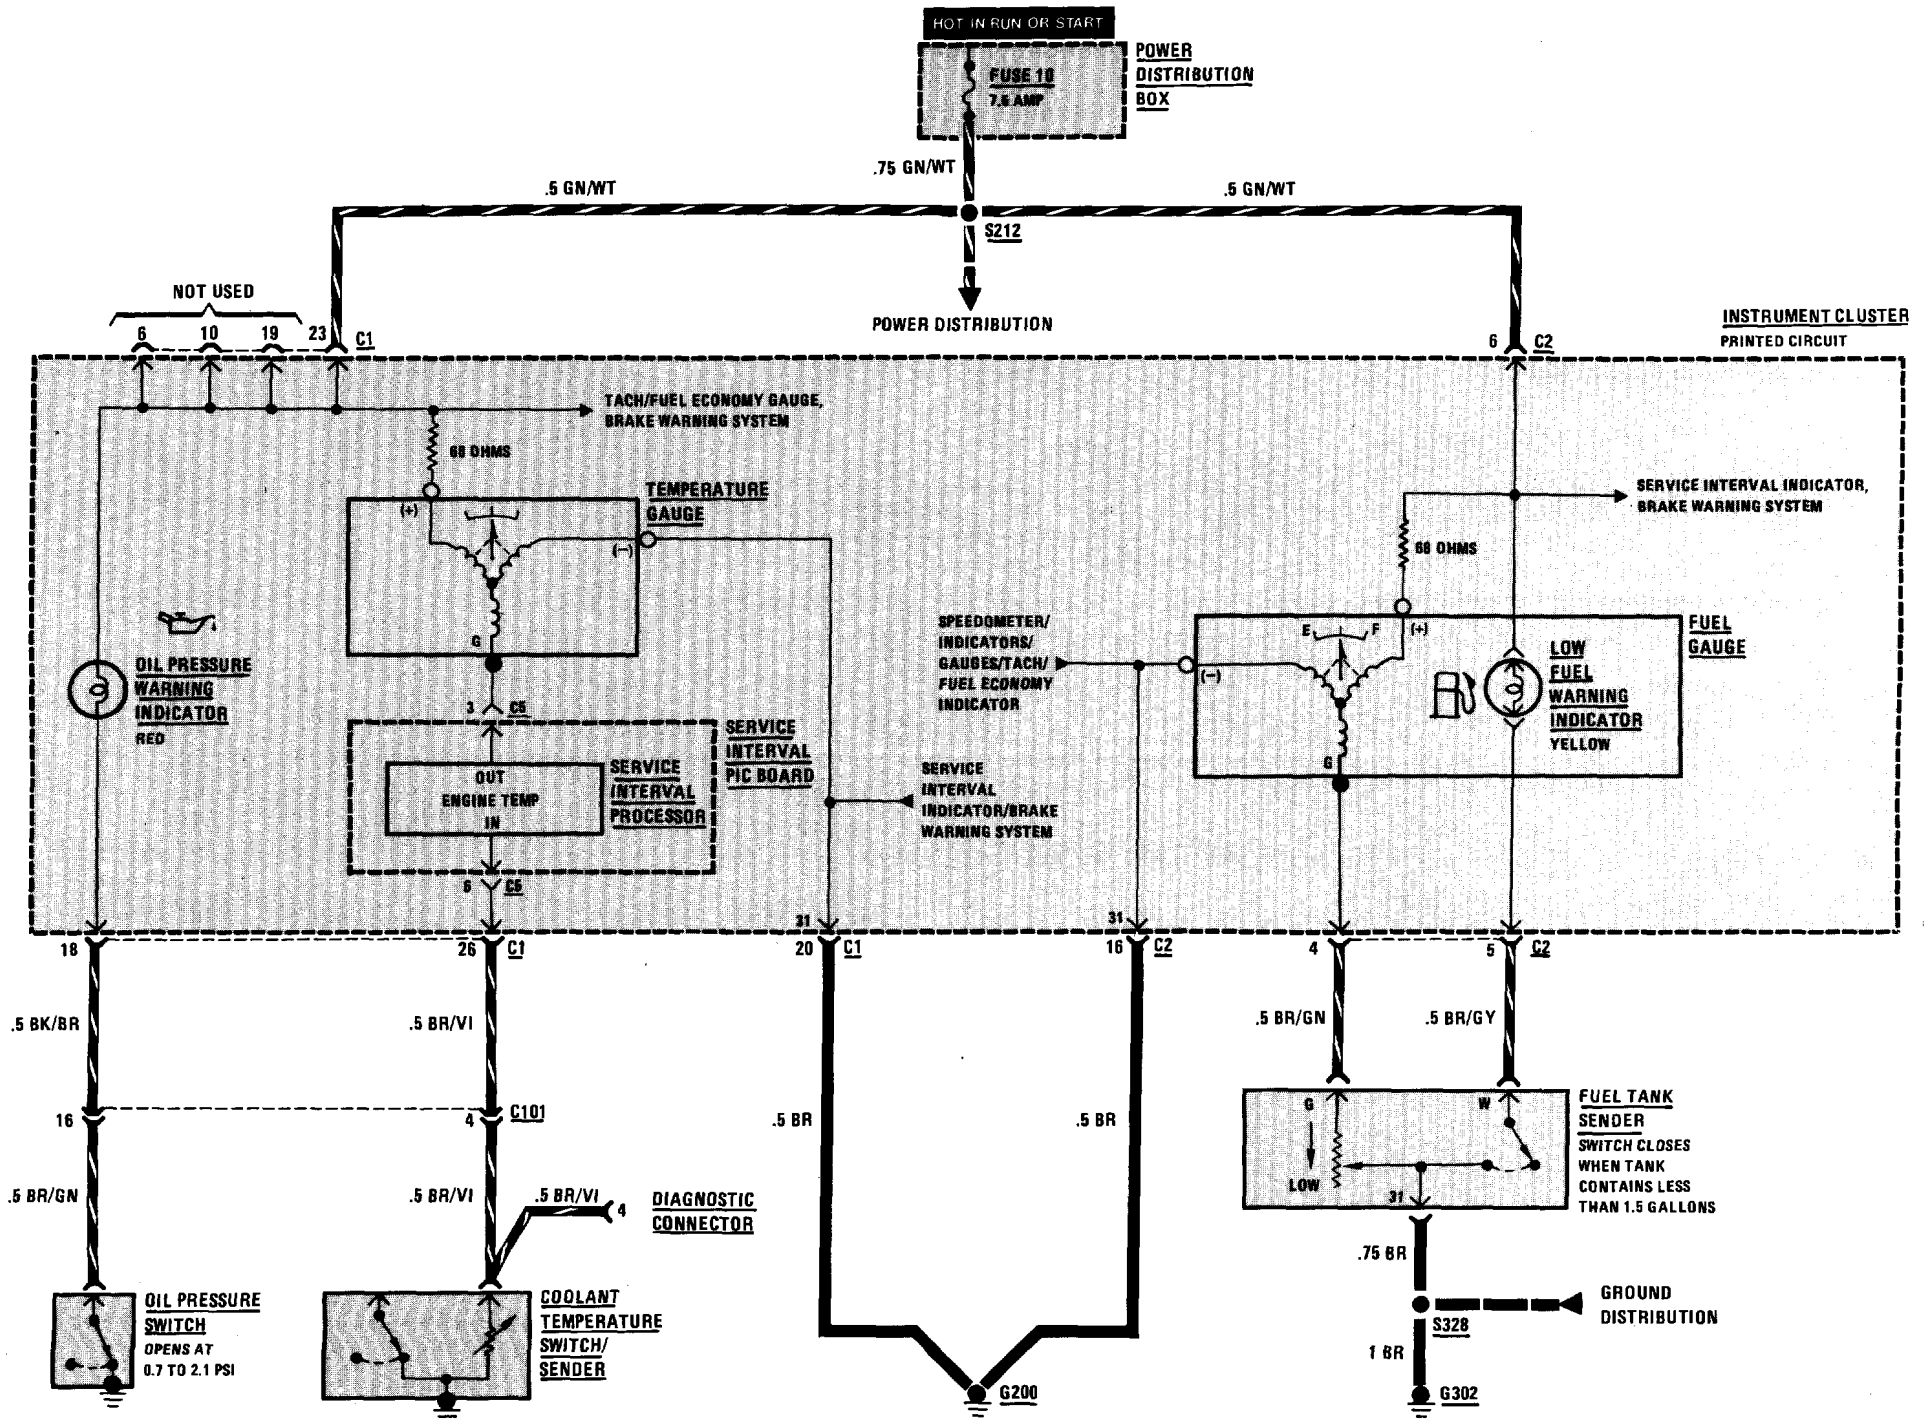 HOT IN RUN OR START
FUSE 10
7.5 AMP
POWER
DISTRIBUTION
BOX
.75 GN/WT
.5 GN/WT
.5 GN/WT
S212
POWER DISTRIBUTION
NOT USED
6
10
19
23
C1
6
C2
INSTRUMENT CLUSTER
PRINTED CIRCUIT
TACH/FUEL ECONOMY GAUGE,
BRAKE WARNING SYSTEM
68 OHMS
TEMPERATURE
GAUGE
(+)
(–)
G
SERVICE INTERVAL INDICATOR,
BRAKE WARNING SYSTEM
68 OHMS
SPEEDOMETER/
INDICATORS/
GAUGES/TACH/
FUEL ECONOMY
INDICATOR
E
F
(+)
(–)
G
FUEL
GAUGE
LOW
FUEL
WARNING
INDICATOR
YELLOW
OIL PRESSURE
WARNING
INDICATOR
RED
3
C5
SERVICE
INTERVAL
PIC BOARD
OUT
ENGINE TEMP
IN
SERVICE
INTERVAL
PROCESSOR
SERVICE
INTERVAL
INDICATOR/BRAKE
WARNING SYSTEM
6
C5
31
31
18
26
C1
20
C1
16
C2
4
5
C2
.5 BK/BR
.5 BR/VI
.5 BR/GN
.5 BR/GY
16
4
C101
.5 BR
.5 BR
G
W
LOW
31
FUEL TANK
SENDER
SWITCH CLOSES
WHEN TANK
CONTAINS LESS
THAN 1.5 GALLONS
.5 BR/GN
.5 BR/VI
.5 BR/VI
4
DIAGNOSTIC
CONNECTOR
.75 BR
GROUND
DISTRIBUTION
S328
1 BR
OIL PRESSURE
SWITCH
OPENS AT
0.7 TO 2.1 PSI
COOLANT
TEMPERATURE
SWITCH/
SENDER
G200
G302